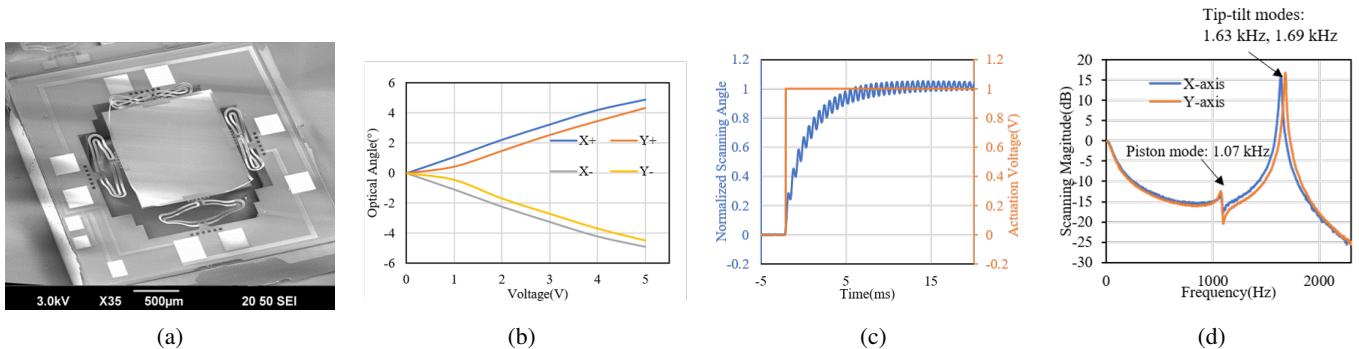 3.0kV X35 500µm 20 50 SEI
(a)
Optical Angle(°)
6
4
2
0
-2
-4
-6
X+ Y+
X- Y-
0 1 2 3 4 5
Voltage(V)
(b)
Normalized Scanning Angle
1.2
1
0.8
0.6
0.4
0.2
0
-0.2
-5 5 15
Time(ms)
1.2
1
0.8
0.6
0.4
0.2
0
-0.2
Actuation Voltage(V)
(c)
Tip-tilt modes:
1.63 kHz, 1.69 kHz
Scanning Magitude(dB)
20
15
10
5
0
-5
-10
-15
-20
-25
-30
X-axis
Y-axis
Piston mode: 1.07 kHz
0 1000 2000
Frequency(Hz)
(d)